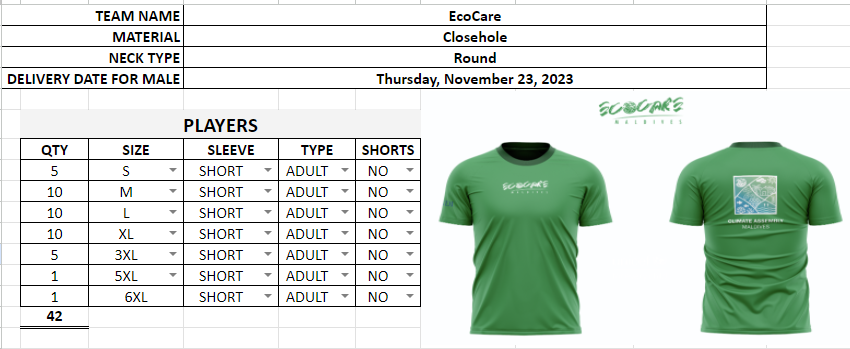 TEAM NAME EcoCare
MATERIAL Closehole
NECK TYPE Round
DELIVERY DATE FOR MALE Thursday, November 23, 2023
ECOCARE
MALDIVES
PLAYERS
QTY SIZE SLEEVE TYPE SHORTS
5 S SHORT ADULT NO
10 M SHORT ADULT NO
10 L SHORT ADULT NO
10 XL SHORT ADULT NO
5 3XL SHORT ADULT NO
1 5XL SHORT ADULT NO
1 6XL SHORT ADULT NO
42
ECOCARE
MALDIVES
CLIMATE ASSEMBLY
MALDIVES